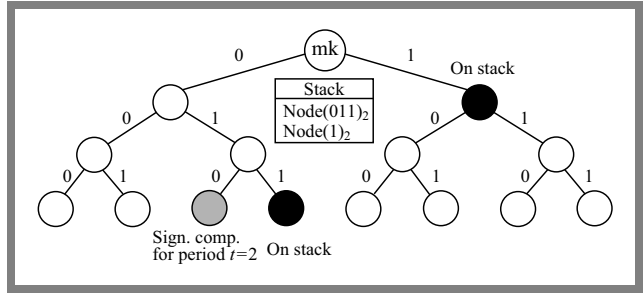 mk
0
1
On stack
Stack
Node(011)₂
Node(1)₂
0 1 0 1
0 1 0 1 0 1 0 1
Sign. comp.
for period t=2
On stack